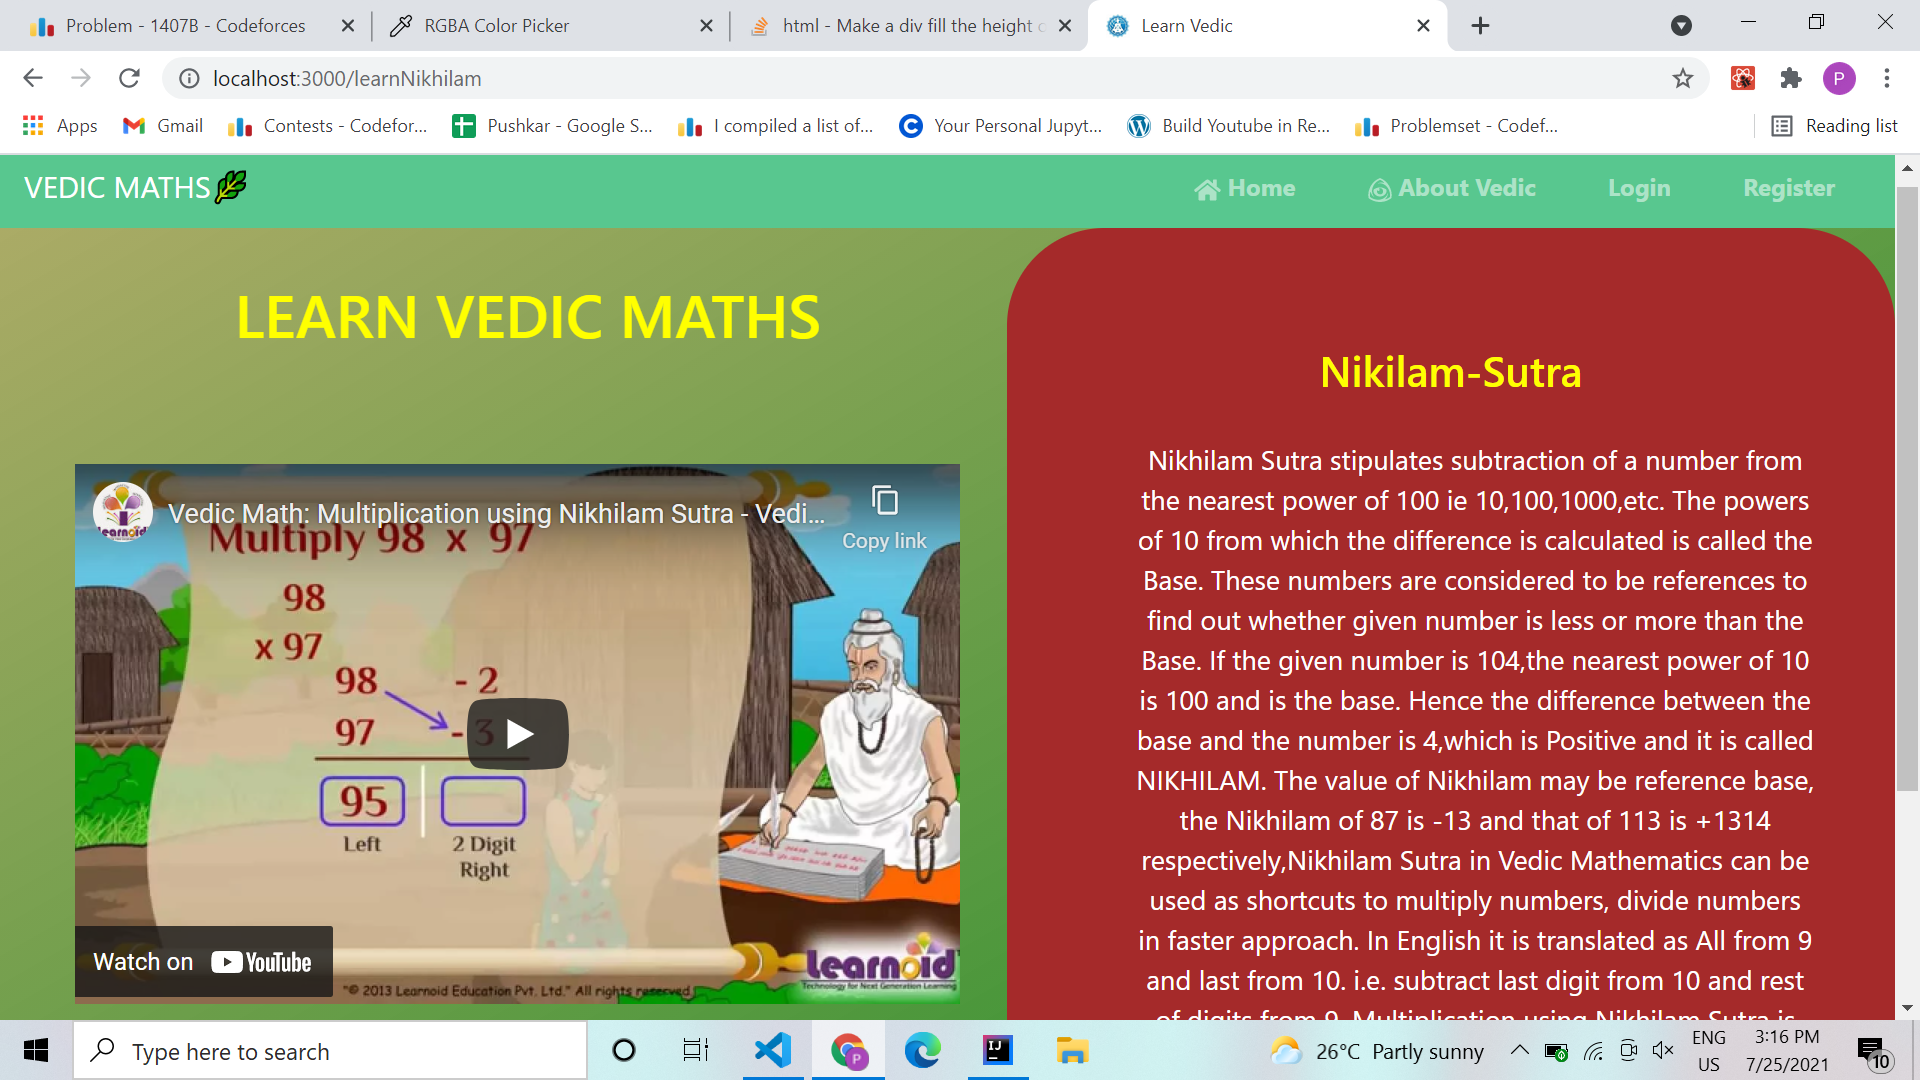 Problem - 1407B - Codeforces
RGBA Color Picker
html - Make a div fill the height o
Learn Vedic
localhost:3000/learnNikhilam
P
Apps
Gmail
Contests - Codefor...
Pushkar - Google S...
I compiled a list of...
Your Personal Jupyt...
Build Youtube in Re...
Problemset - Codef...
Reading list
VEDIC MATHS
Home
About Vedic
Login
Register
LEARN VEDIC MATHS
Vedic Math: Multiplication using Nikhilam Sutra - Vedi...
Copy link
Learnoid
Multiply 98 x 97
98
x 97
98 - 2
97 - 3
95
Left
2 Digit
Right
Watch on YouTube
Learnoid
Technology for Next Generation Learning
"© 2013 Learnoid Education Pvt. Ltd." All rights reserved.
Nikilam-Sutra
Nikhilam Sutra stipulates subtraction of a number from
the nearest power of 100 ie 10,100,1000,etc. The powers
of 10 from which the difference is calculated is called the
Base. These numbers are considered to be references to
find out whether given number is less or more than the
Base. If the given number is 104,the nearest power of 10
is 100 and is the base. Hence the difference between the
base and the number is 4,which is Positive and it is called
NIKHILAM. The value of Nikhilam may be reference base,
the Nikhilam of 87 is -13 and that of 113 is +1314
respectively,Nikhilam Sutra in Vedic Mathematics can be
used as shortcuts to multiply numbers, divide numbers
in faster approach. In English it is translated as All from 9
and last from 10. i.e. subtract last digit from 10 and rest
of digits from 9. Multiplication using Nikhilam Sutra is
Type here to search
P
IJ
26°C Partly sunny
ENG
US
3:16 PM
7/25/2021
10